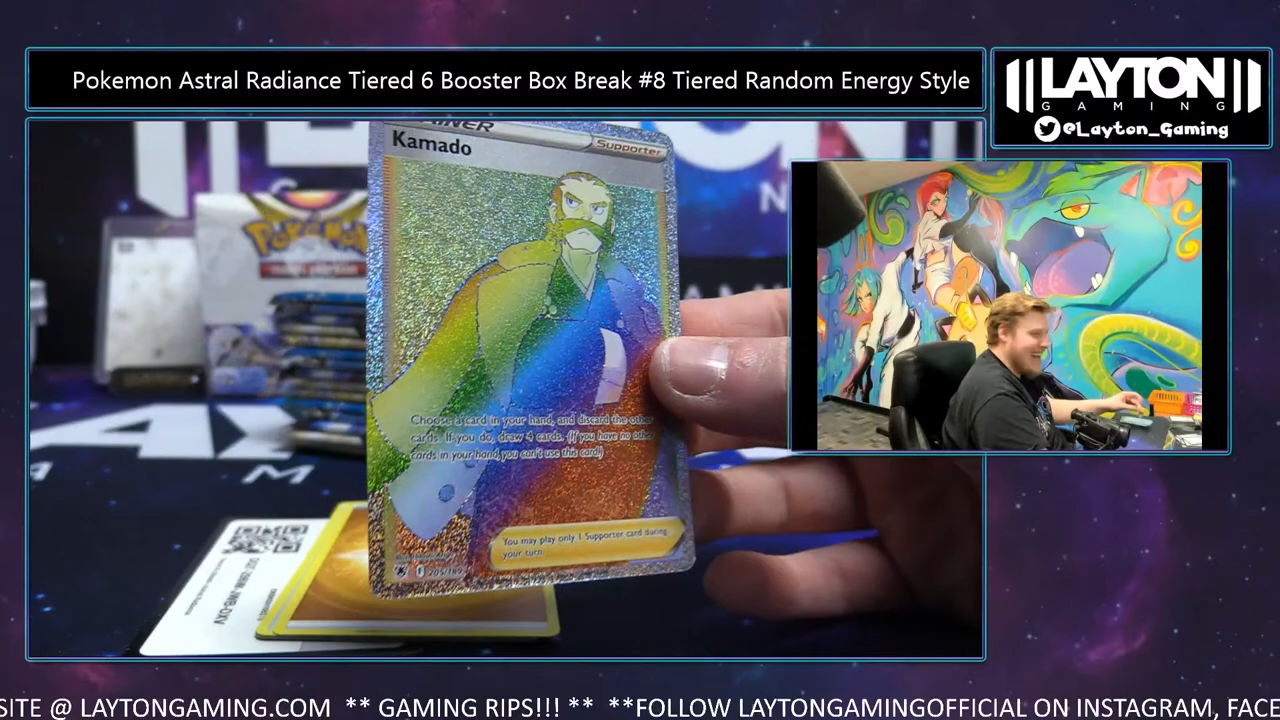 Pokemon Astral Radiance Tiered 6 Booster Box Break #8 Tiered Random Energy Style
LAYTON
GAMING
@Layton_Gaming
Kamado
Supporter
Choose a card in your hand, and discard the other
cards. If you do, draw 4 cards. (If you have no other
cards in your hand, you can't use this card.)
You may play only 1 Supporter card during
your turn.
205/189
POKéMON
SITE @ LAYTONGAMING.COM ** GAMING RIPS!!! ** **FOLLOW LAYTONGAMINGOFFICIAL ON INSTAGRAM, FACE